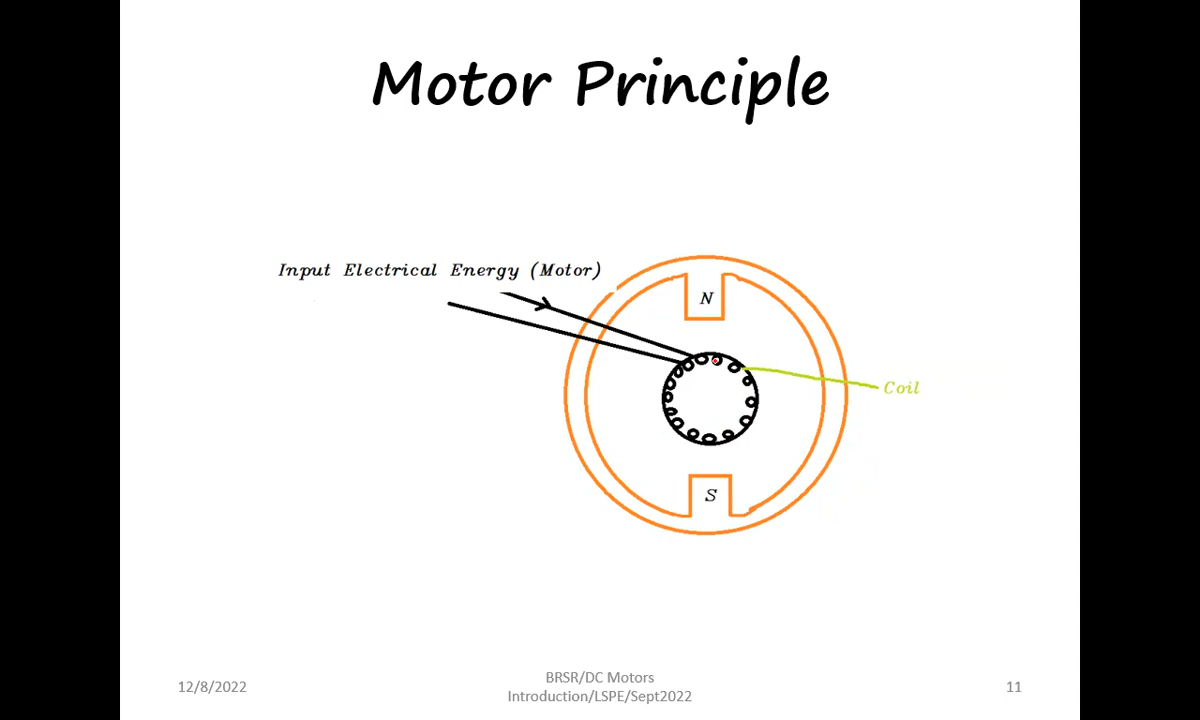 Motor Principle
Input Electrical Energy (Motor)
N
Coil
S
12/8/2022
BRSR/DC Motors
Introduction/LSPE/Sept2022
11